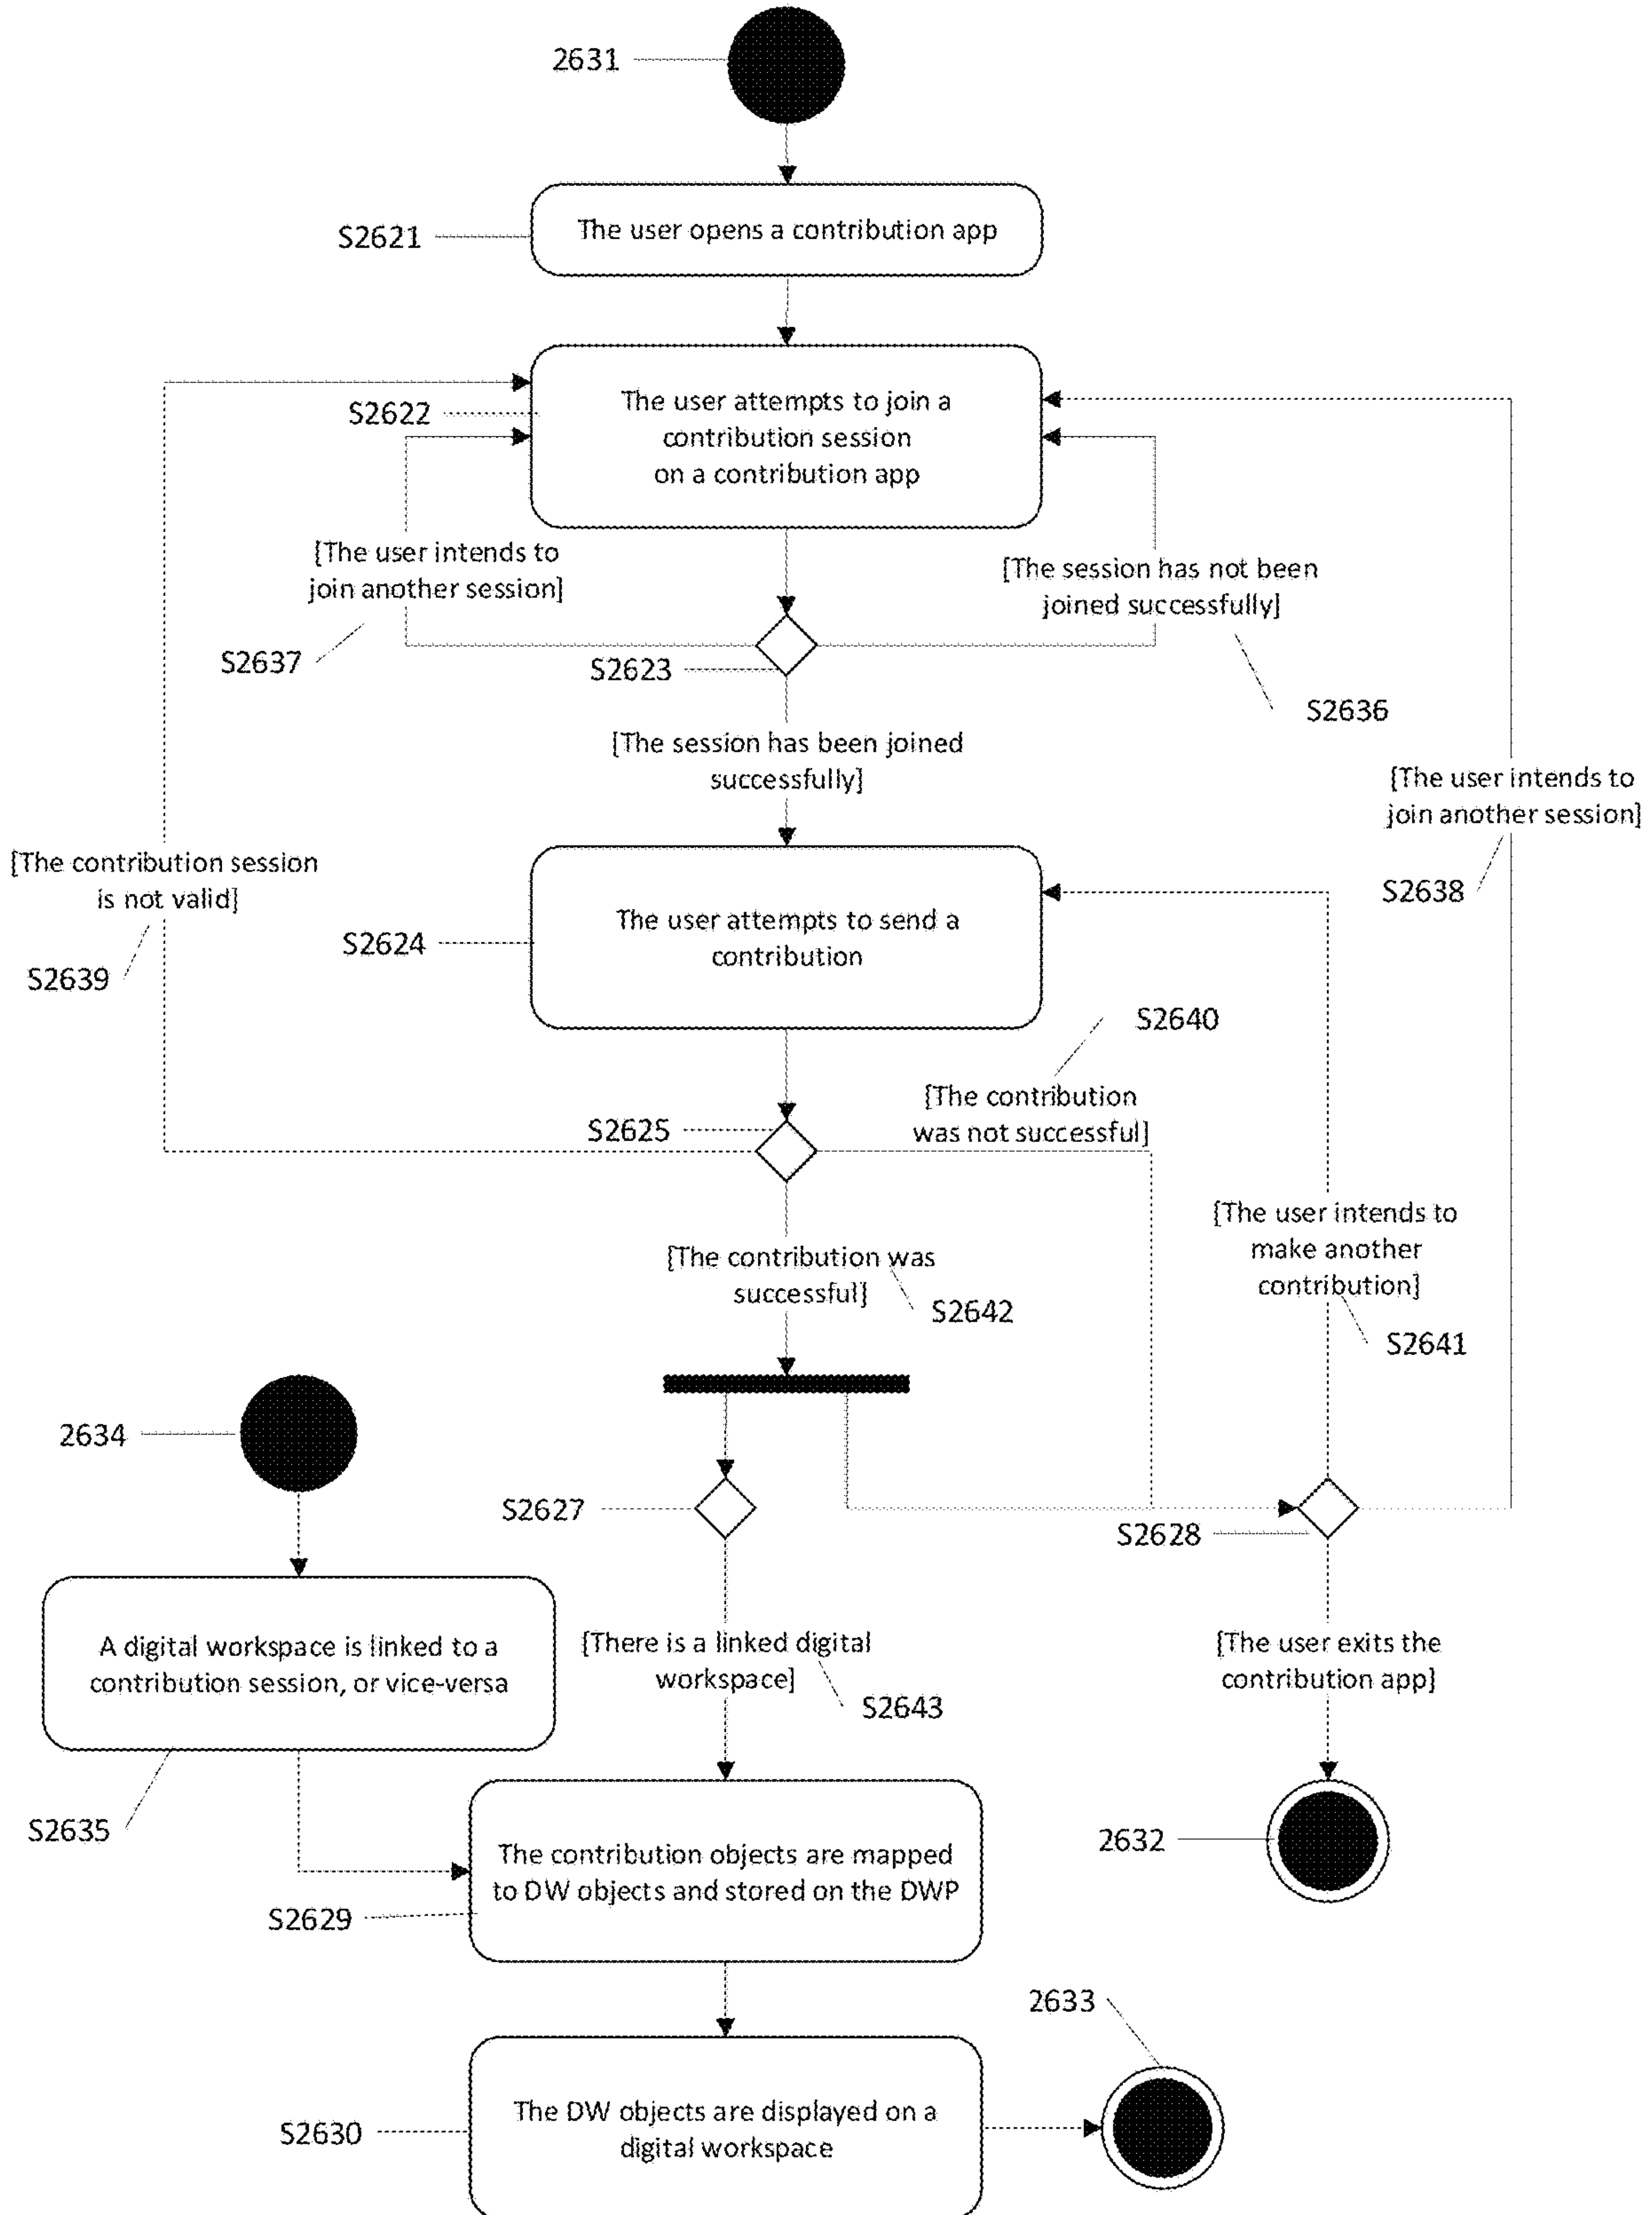 2631
S2621
The user opens a contribution app
S2622
The user attempts to join a
contribution session
on a contribution app
[The user intends to
join another session]
S2637
[The session has not been
joined successfully]
S2636
S2623
[The session has been joined
successfully]
[The user intends to
join another session]
S2638
[The contribution session
is not valid]
S2639
S2624
The user attempts to send a
contribution
S2640
[The contribution
was not successful]
S2625
[The user intends to
make another
contribution]
S2641
[The contribution was
successful]
S2642
2634
S2627
S2628
A digital workspace is linked to a
contribution session, or vice-versa
S2635
[There is a linked digital
workspace]
S2643
[The user exits the
contribution app]
2632
The contribution objects are mapped
to DW objects and stored on the DWP
S2629
2633
The DW objects are displayed on a
digital workspace
S2630